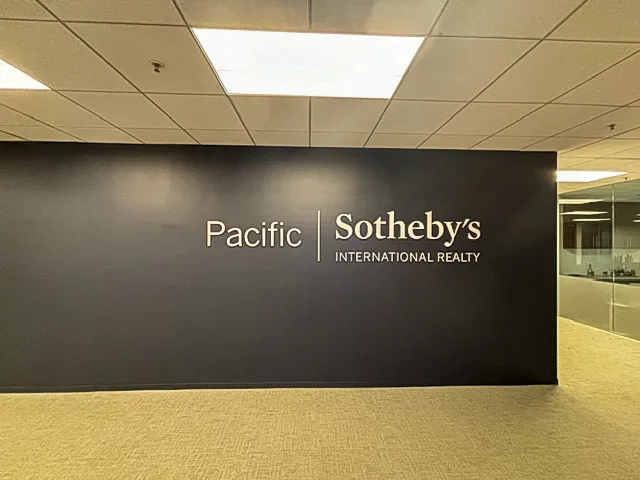 Pacific | Sotheby's
INTERNATIONAL REALTY